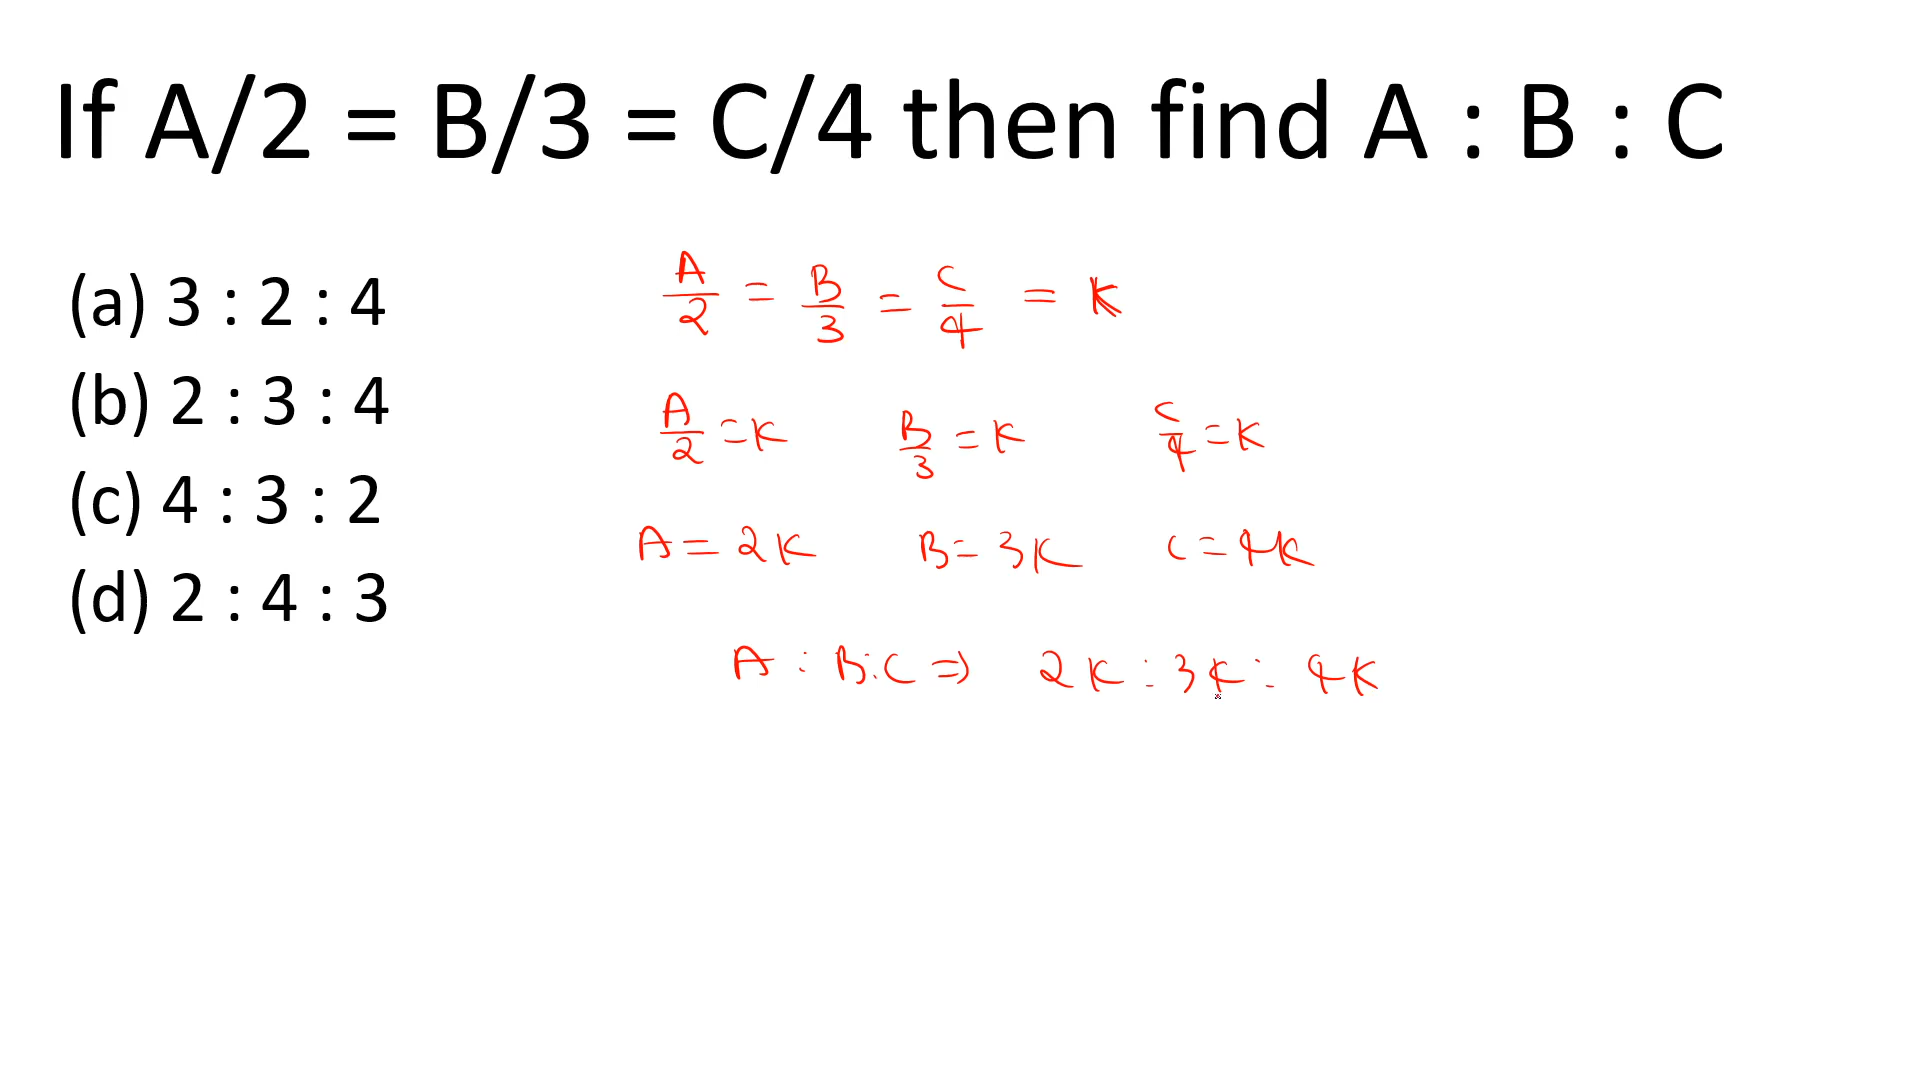 If A/2 = B/3 = C/4 then find A : B : C
(a) 3 : 2 : 4
(b) 2 : 3 : 4
(c) 4 : 3 : 2
(d) 2 : 4 : 3
A/2 = B/3 = C/4 = K
A/2 = K B/3 = K C/4 = K
A = 2K B = 3K C = 4K
A : B : C ⇒ 2K : 3K : 4K